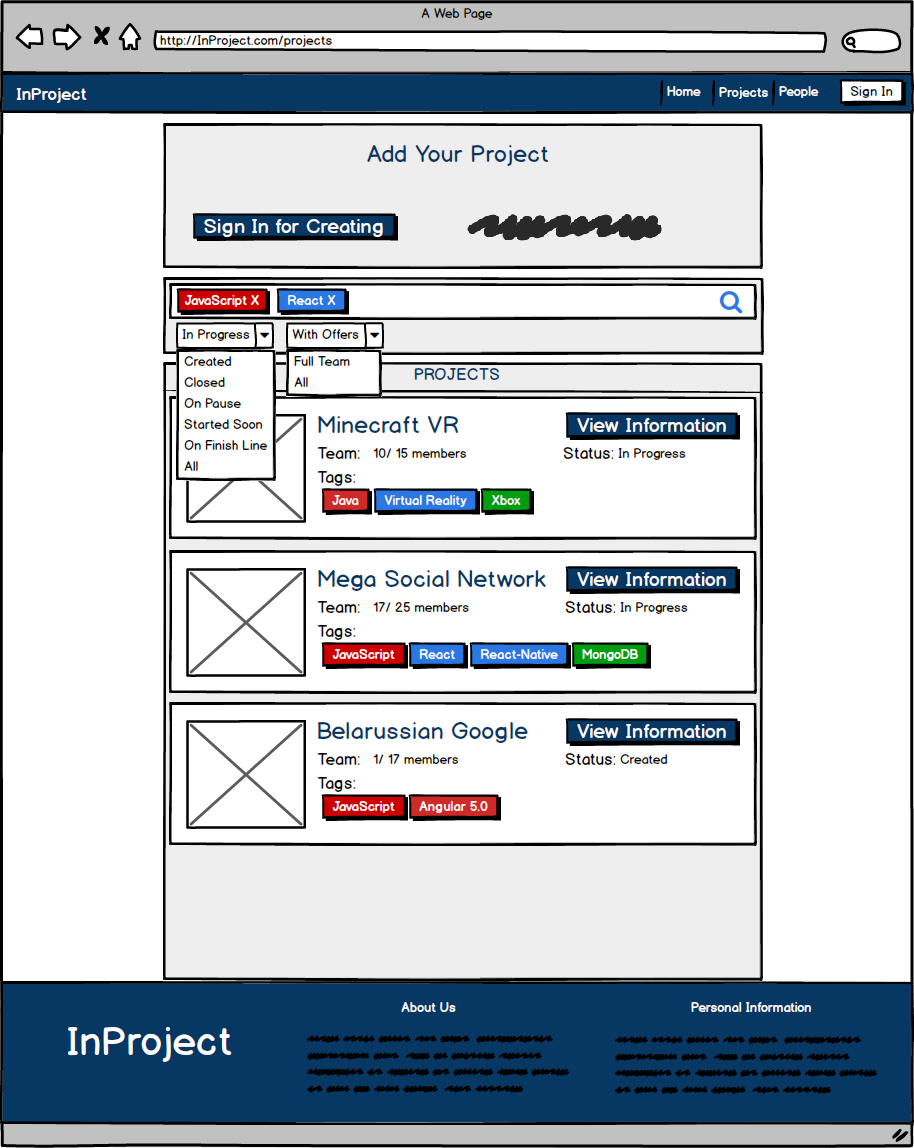 A Web Page
http://InProject.com/projects
InProject
Home
Projects
People
Sign In
Add Your Project
Sign In for Creating
JavaScript X
React X
In Progress
With Offers
Created
Closed
On Pause
Started Soon
On Finish Line
All
Full Team
All
PROJECTS
Minecraft VR
View Information
Team: 10/ 15 members
Status: In Progress
Tags:
Java
Virtual Reality
Xbox
Mega Social Network
View Information
Team: 17/ 25 members
Status: In Progress
Tags:
JavaScript
React
React-Native
MongoDB
Belarussian Google
View Information
Team: 1/ 17 members
Status: Created
Tags:
JavaScript
Angular 5.0
InProject
About Us
Personal Information